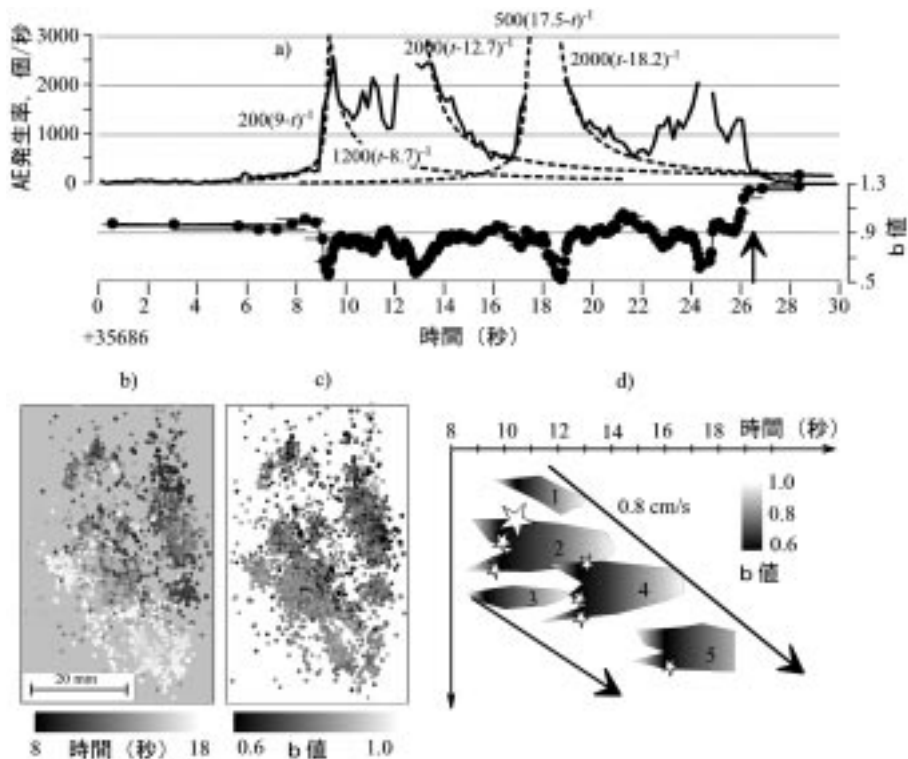 a)
AE発生率, 個/秒
3000
2000
1000
0
200(9-t)⁻¹
1200(t-8.7)⁻¹
2000(t-12.7)⁻¹
500(17.5-t)⁻¹
2000(t-18.2)⁻¹
1.3
.9
.5
b値
0 2 4 6 8 10 12 14 16 18 20 22 24 26 28 30
+35686
時間（秒）
b)
20 mm
8 時間（秒） 18
c)
0.6 b値 1.0
d)
8 10 12 14 16 18 時間（秒）
0.8 cm/s
1.0
0.8
0.6
b値
1
2
3
4
5